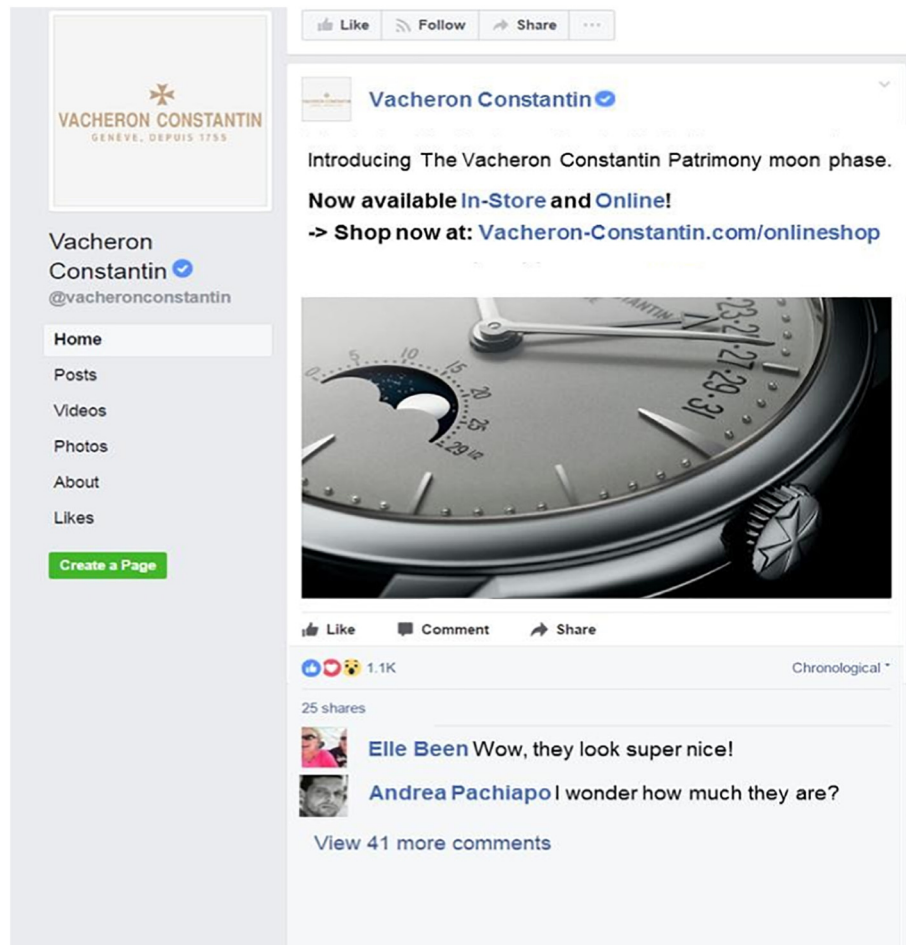 Like Follow Share ...
VACHERON CONSTANTIN
GENÈVE, DEPUIS 1755
Vacheron
Constantin
@vacheronconstantin
Home
Posts
Videos
Photos
About
Likes
Create a Page
Vacheron Constantin
Introducing The Vacheron Constantin Patrimony moon phase.
Now available In-Store and Online!
-> Shop now at: Vacheron-Constantin.com/onlineshop
0 5 10 15 20 25 29 1/2
23·2 ·27·29·31
Like Comment Share
1.1K Chronological
25 shares
Elle Been Wow, they look super nice!
Andrea Pachiapo I wonder how much they are?
View 41 more comments